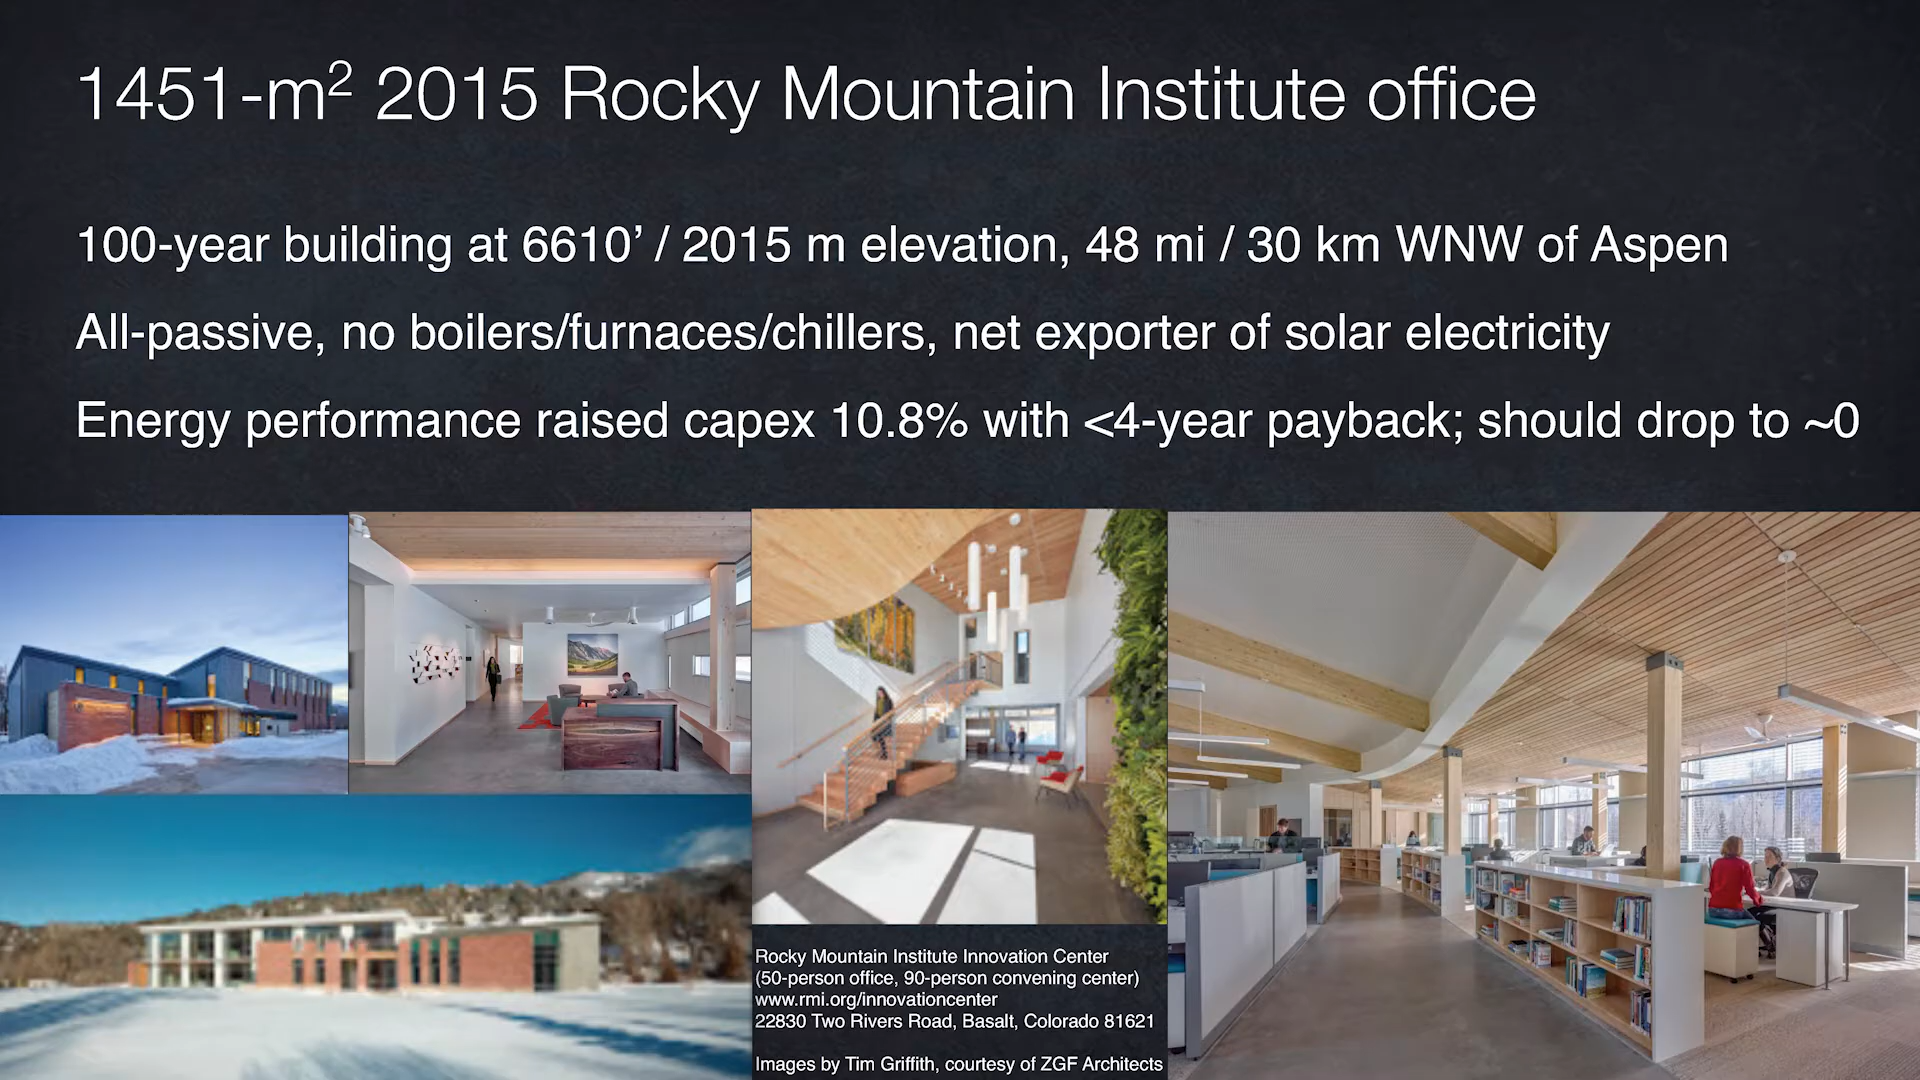 1451-m² 2015 Rocky Mountain Institute office
100-year building at 6610’ / 2015 m elevation, 48 mi / 30 km WNW of Aspen
All-passive, no boilers/furnaces/chillers, net exporter of solar electricity
Energy performance raised capex 10.8% with <4-year payback; should drop to ~0
Rocky Mountain Institute Innovation Center
(50-person office, 90-person convening center)
www.rmi.org/innovationcenter
22830 Two Rivers Road, Basalt, Colorado 81621
Images by Tim Griffith, courtesy of ZGF Architects